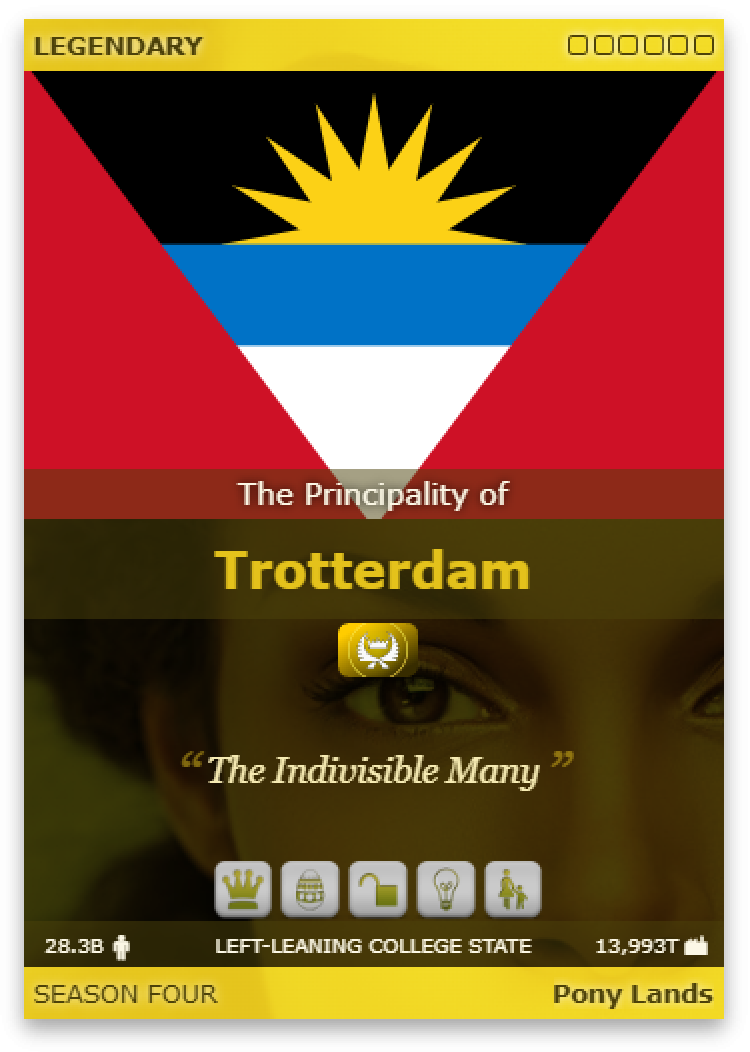 LEGENDARY
The Principality of
Trotterdam
“The Indivisible Many”
28.3B LEFT-LEANING COLLEGE STATE 13,993T
SEASON FOUR Pony Lands